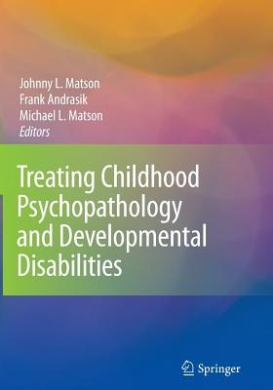 Johnny L. Matson
Frank Andrasik
Michael L. Matson
Editors
Treating Childhood
Psychopathology
and Developmental
Disabilities
Springer